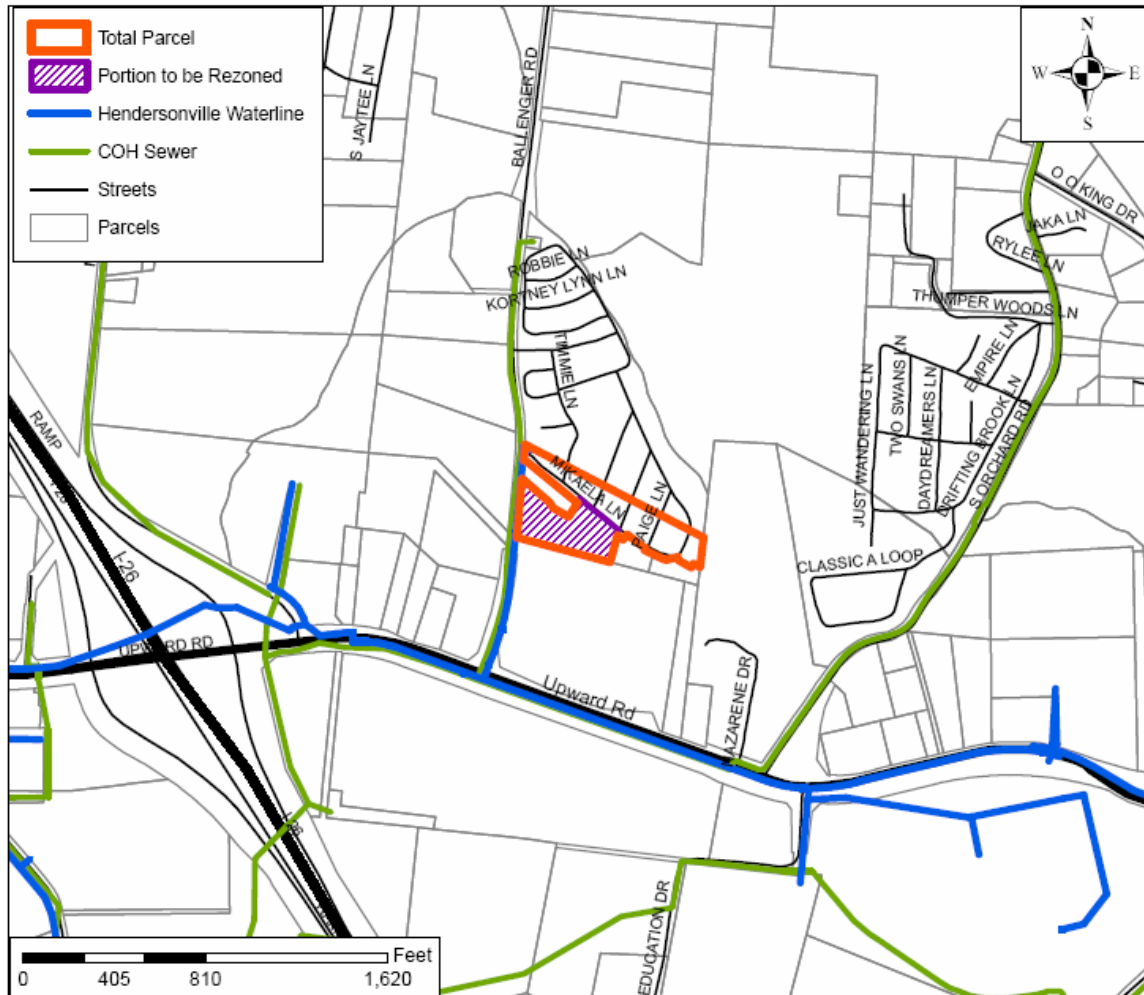 Total Parcel
Portion to be Rezoned
Hendersonville Waterline
COH Sewer
Streets
Parcels
N
W
E
S
S JAYTEE LN
BALLENGER RD
O O KING DR
JAKA LN
RYLEE LN
THUMPER WOODS LN
ROBBIE LN
KORTNEY LYNN LN
TIMMIE LN
EMPIRE LN
JUST WANDERING LN
TWO SWANS LN
DAYDREAMERS LN
DRIFTING BROOK LN
S ORCHARD RD
MIKAELA LN
PAIGE LN
CLASSIC A LOOP
RAMP
I-26
I-26
UPWARD RD
Upward Rd
AZARENE DR
I-26
EDUCATION DR
Feet
0 405 810 1,620